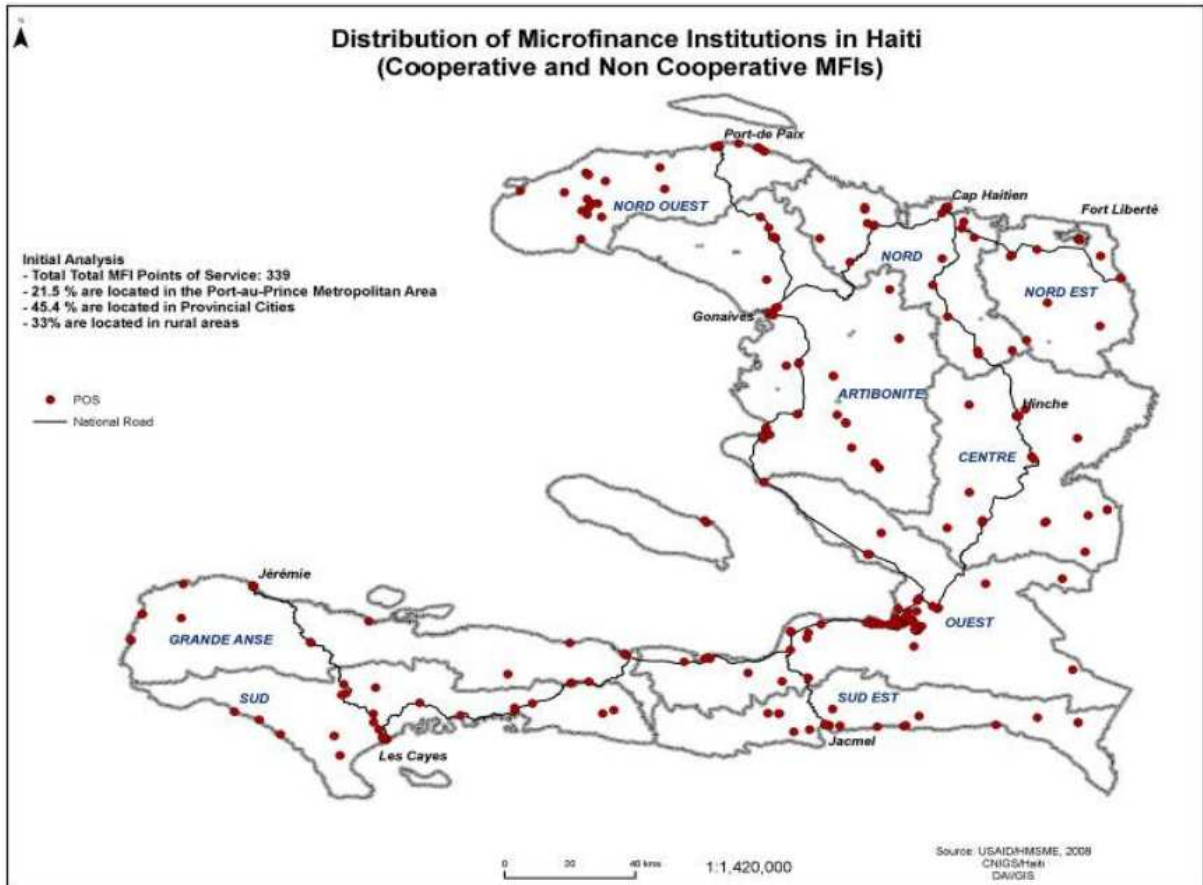 Distribution of Microfinance Institutions in Haiti
(Cooperative and Non Cooperative MFIs)
Port-de Paix
Cap Haitien
NORD OUEST
Fort Liberté
Initial Analysis
- Total Total MFI Points of Service: 339
- 21.5 % are located in the Port-au-Prince Metropolitan Area
- 45.4 % are located in Provincial Cities
- 33% are located in rural areas
NORD
NORD EST
Gonaives
POS
National Road
ARTIBONITE
Hinche
CENTRE
Jérémie
GRANDE ANSE
OUEST
SUD
SUD EST
Jacmel
Les Cayes
0 20 40 kms
1:1,420,000
Source: USAID/HMSME, 2008
CNIGS/Haiti
DAI/GIS